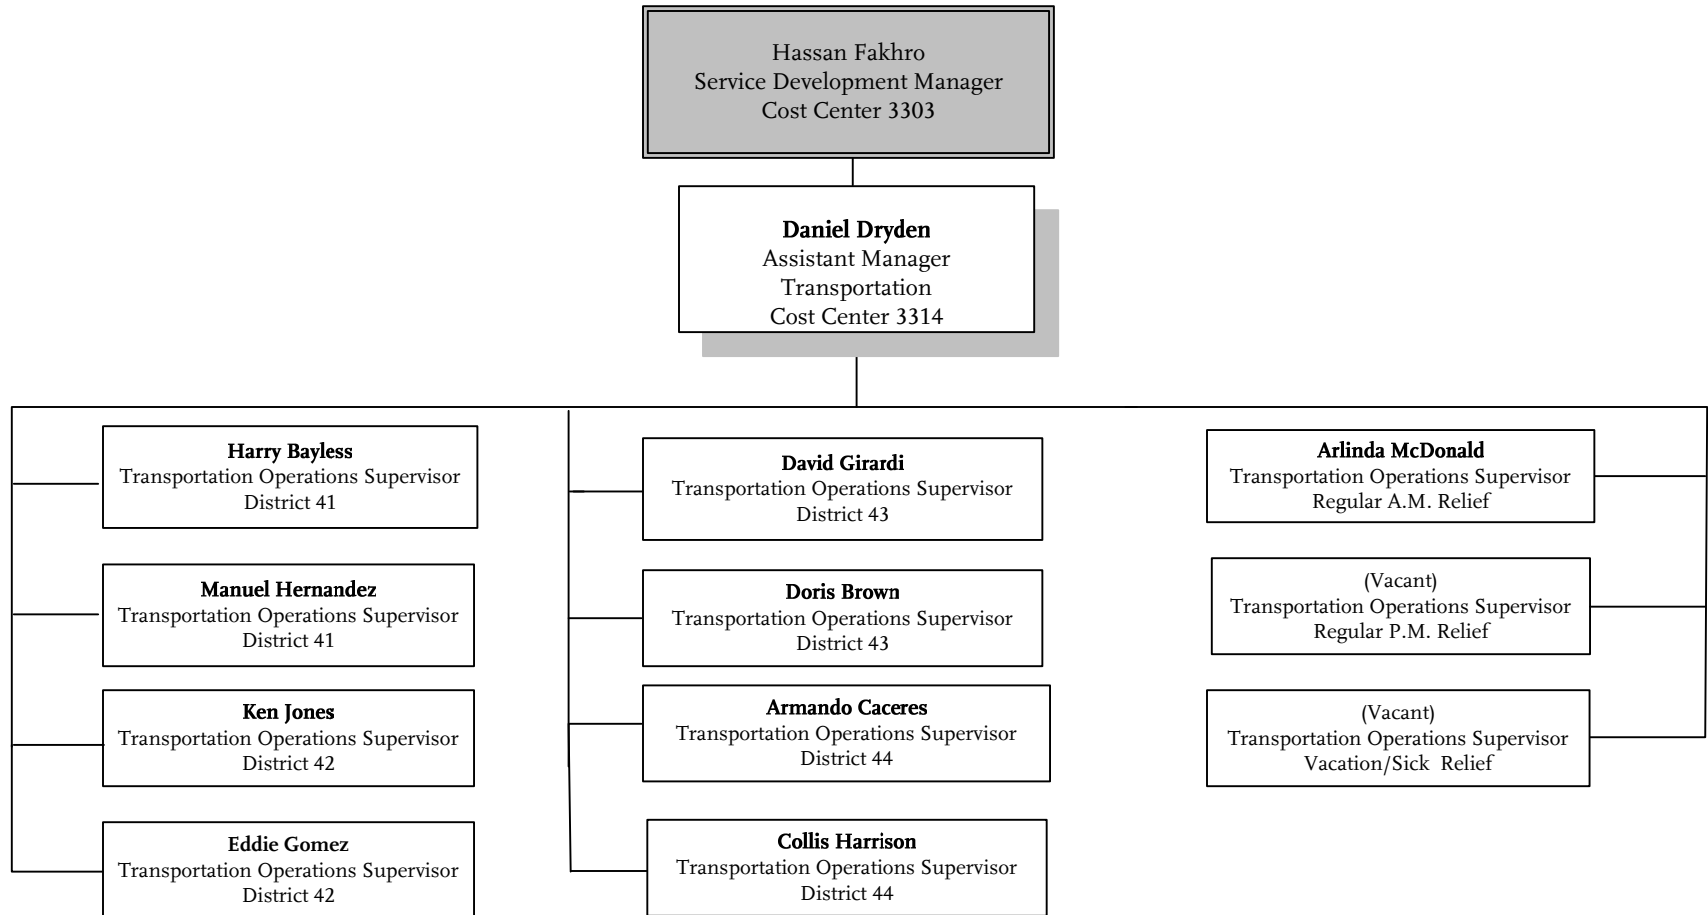 Hassan Fakhro
Service Development Manager
Cost Center 3303
Daniel Dryden
Assistant Manager
Transportation
Cost Center 3314
Harry Bayless
Transportation Operations Supervisor
District 41
Manuel Hernandez
Transportation Operations Supervisor
District 41
Ken Jones
Transportation Operations Supervisor
District 42
Eddie Gomez
Transportation Operations Supervisor
District 42
David Girardi
Transportation Operations Supervisor
District 43
Doris Brown
Transportation Operations Supervisor
District 43
Armando Caceres
Transportation Operations Supervisor
District 44
Collis Harrison
Transportation Operations Supervisor
District 44
Arlinda McDonald
Transportation Operations Supervisor
Regular A.M. Relief
(Vacant)
Transportation Operations Supervisor
Regular P.M. Relief
(Vacant)
Transportation Operations Supervisor
Vacation/Sick Relief